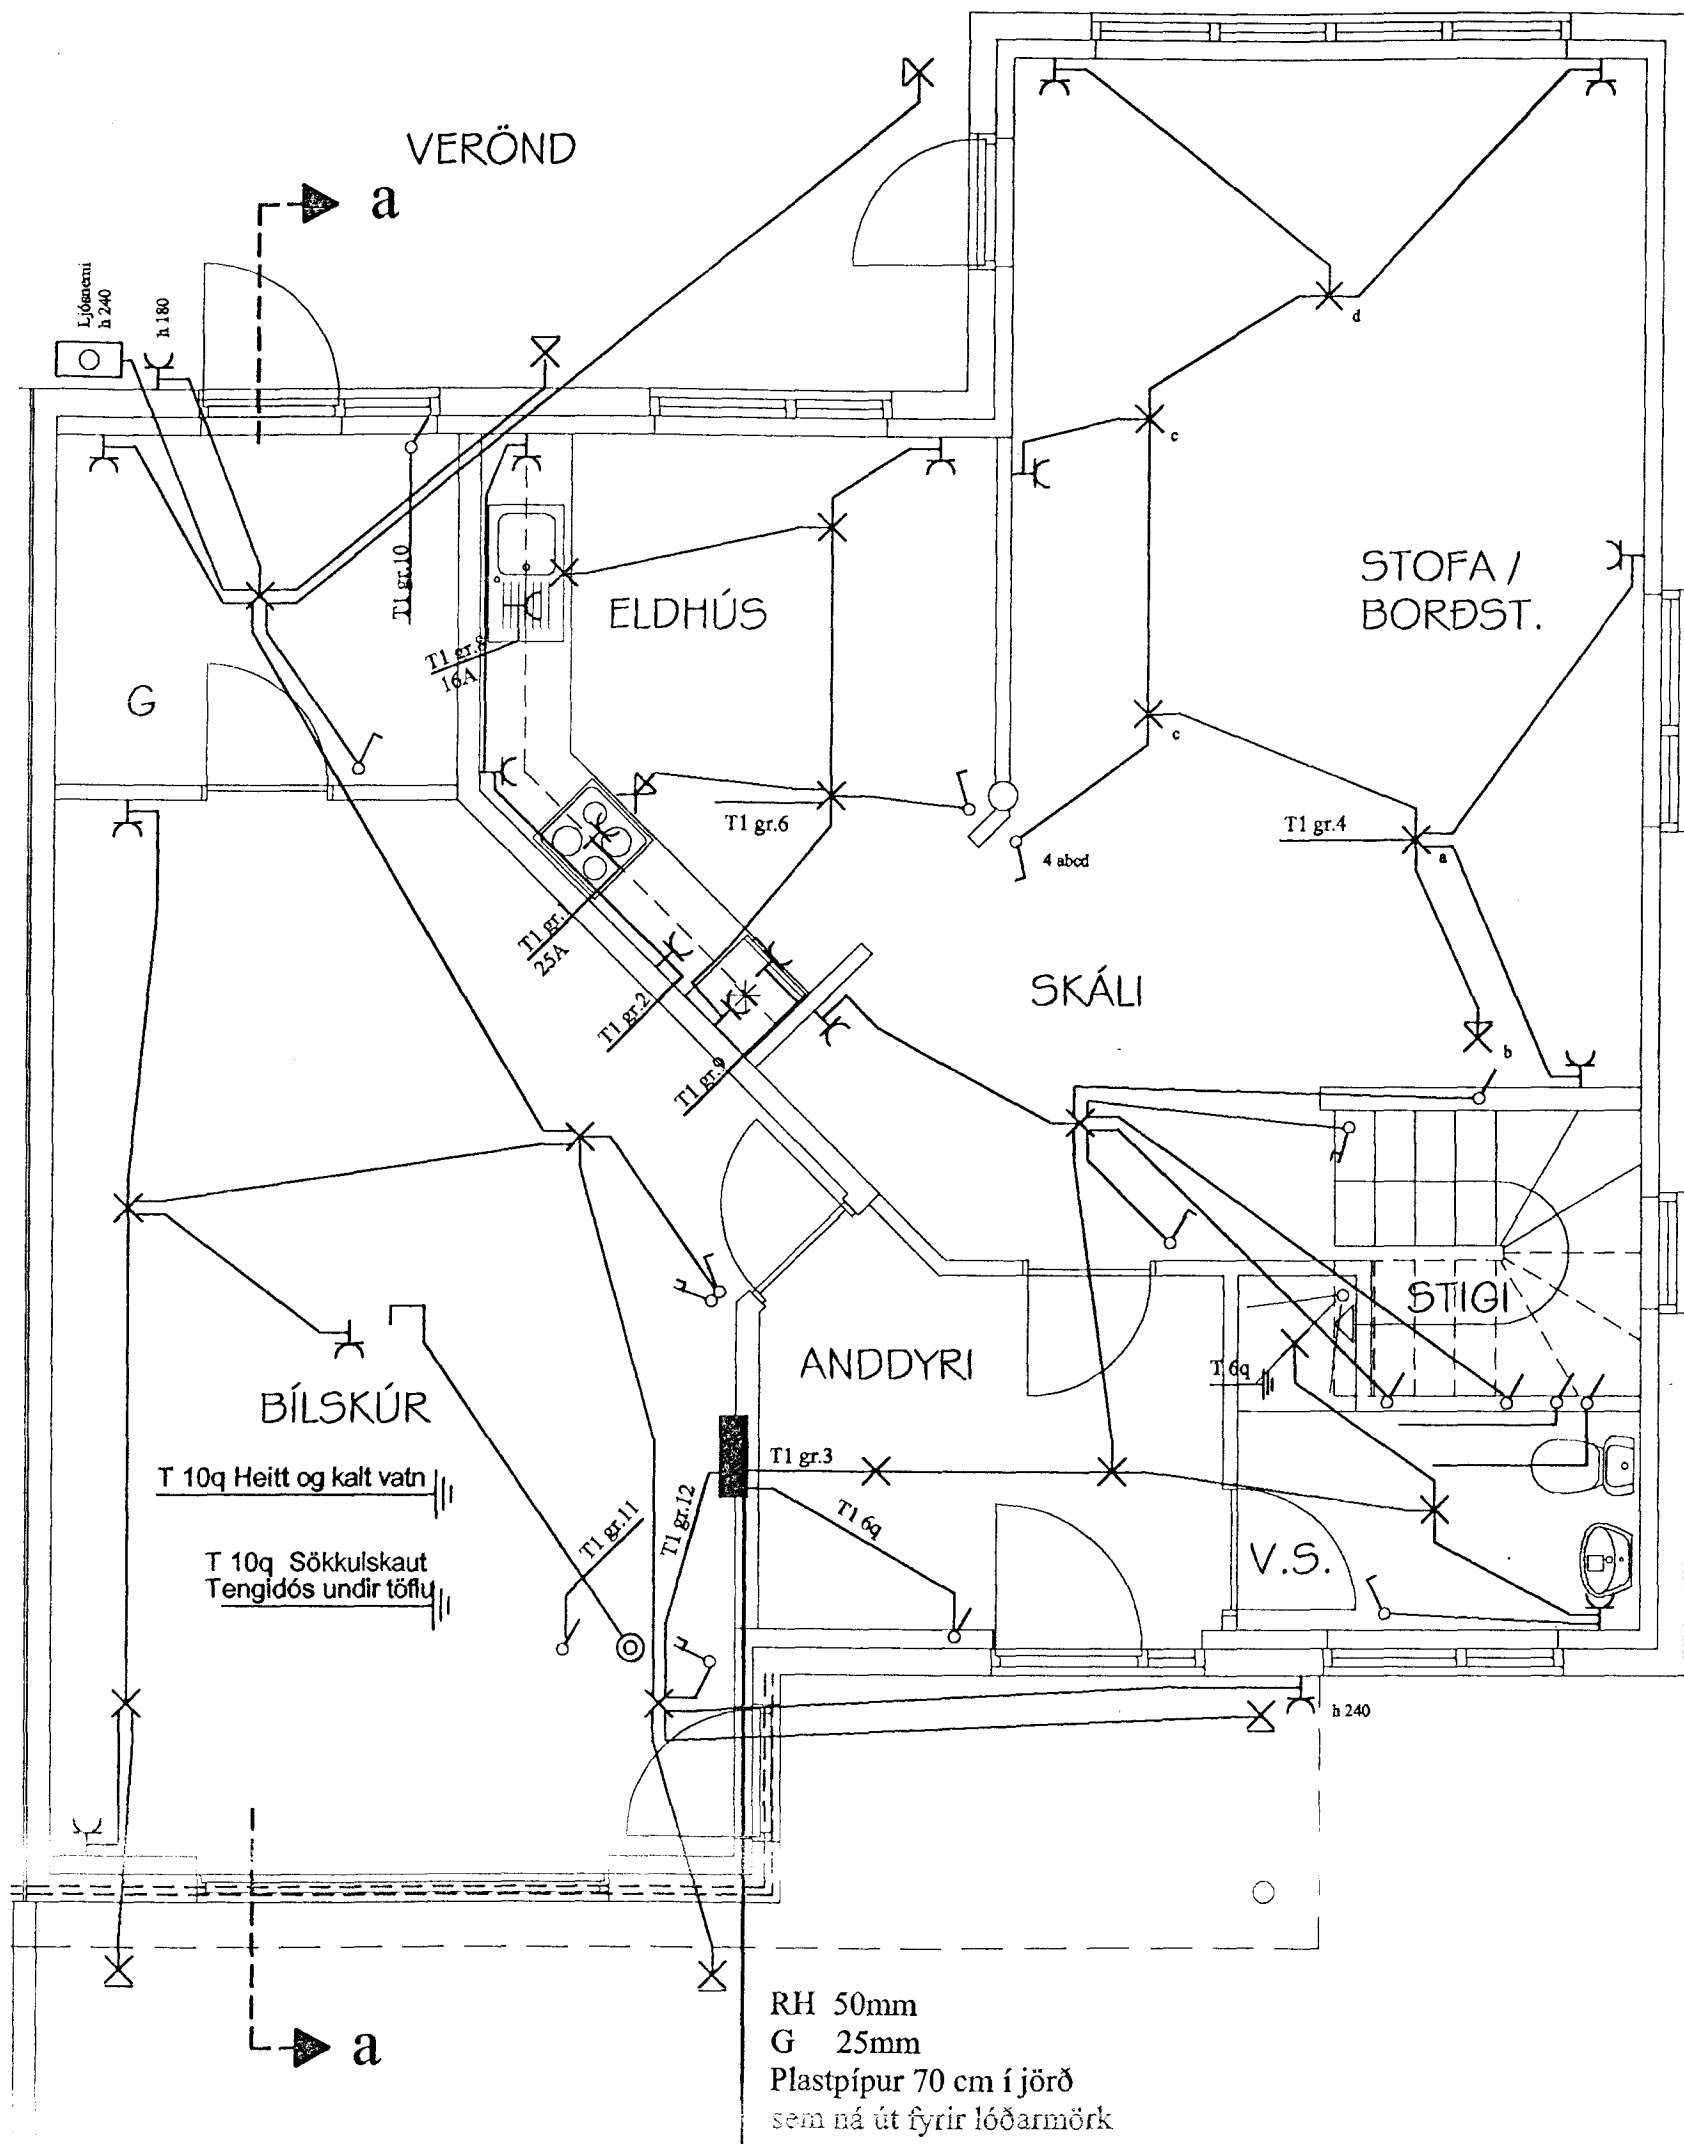 VERÖND
a
Ljósnemi
h 240
h 180
d
c
T1 gr.10
STOFA /
BORÐST.
ELDHÚS
T1 gr.8
16A
G
c
T1 gr.6
T1 gr.4
a
4 abcd
T1 gr.1
25A
SKÁLI
T1 gr.2
b
T1 gr.9
STIGI
ANDDYRI
T 6q
BÍLSKÚR
T1 gr.3
T 10q Heitt og kalt vatn
T1 gr.11
T1 gr.12
T1 6q
V.S.
T 10q Sökkulskaut
Tengidós undir töflu
h 240
RH 50mm
a
G 25mm
Plastpípur 70 cm í jörð
sem ná út fyrir lóðarmörk